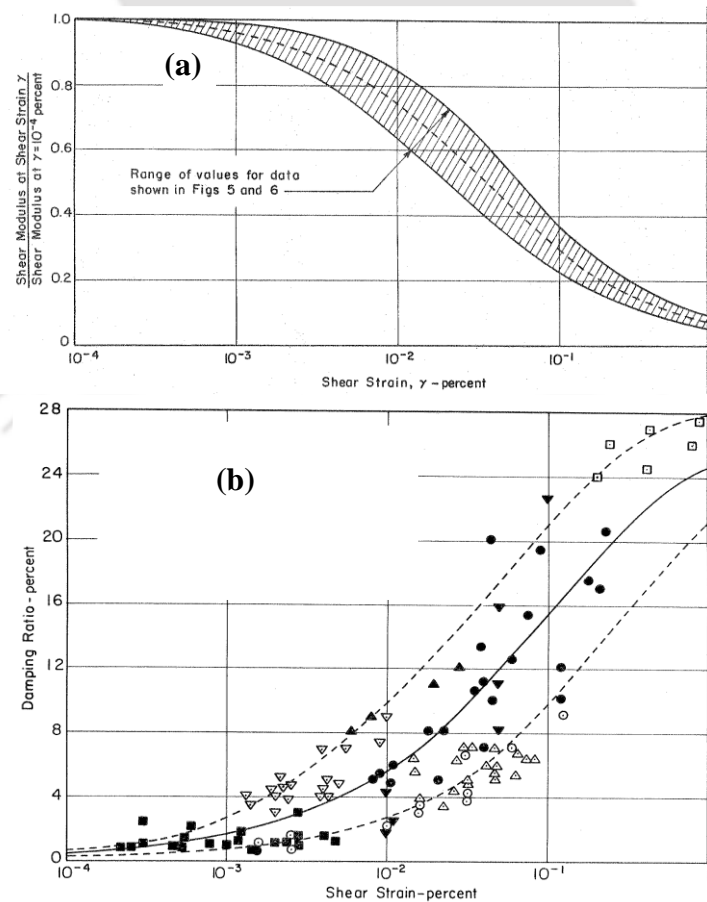 (a)
1.0
0.8
0.6
0.4
0.2
0
Shear Modulus at Shear Strain γ
Shear Modulus at γ=10⁻⁴ percent
Range of values for data
shown in Figs 5 and 6
10⁻⁴
10⁻³
10⁻²
10⁻¹
Shear Strain, γ - percent
(b)
28
24
20
16
12
8
4
0
Damping Ratio - percent
10⁻⁴
10⁻³
10⁻²
10⁻¹
Shear Strain-percent